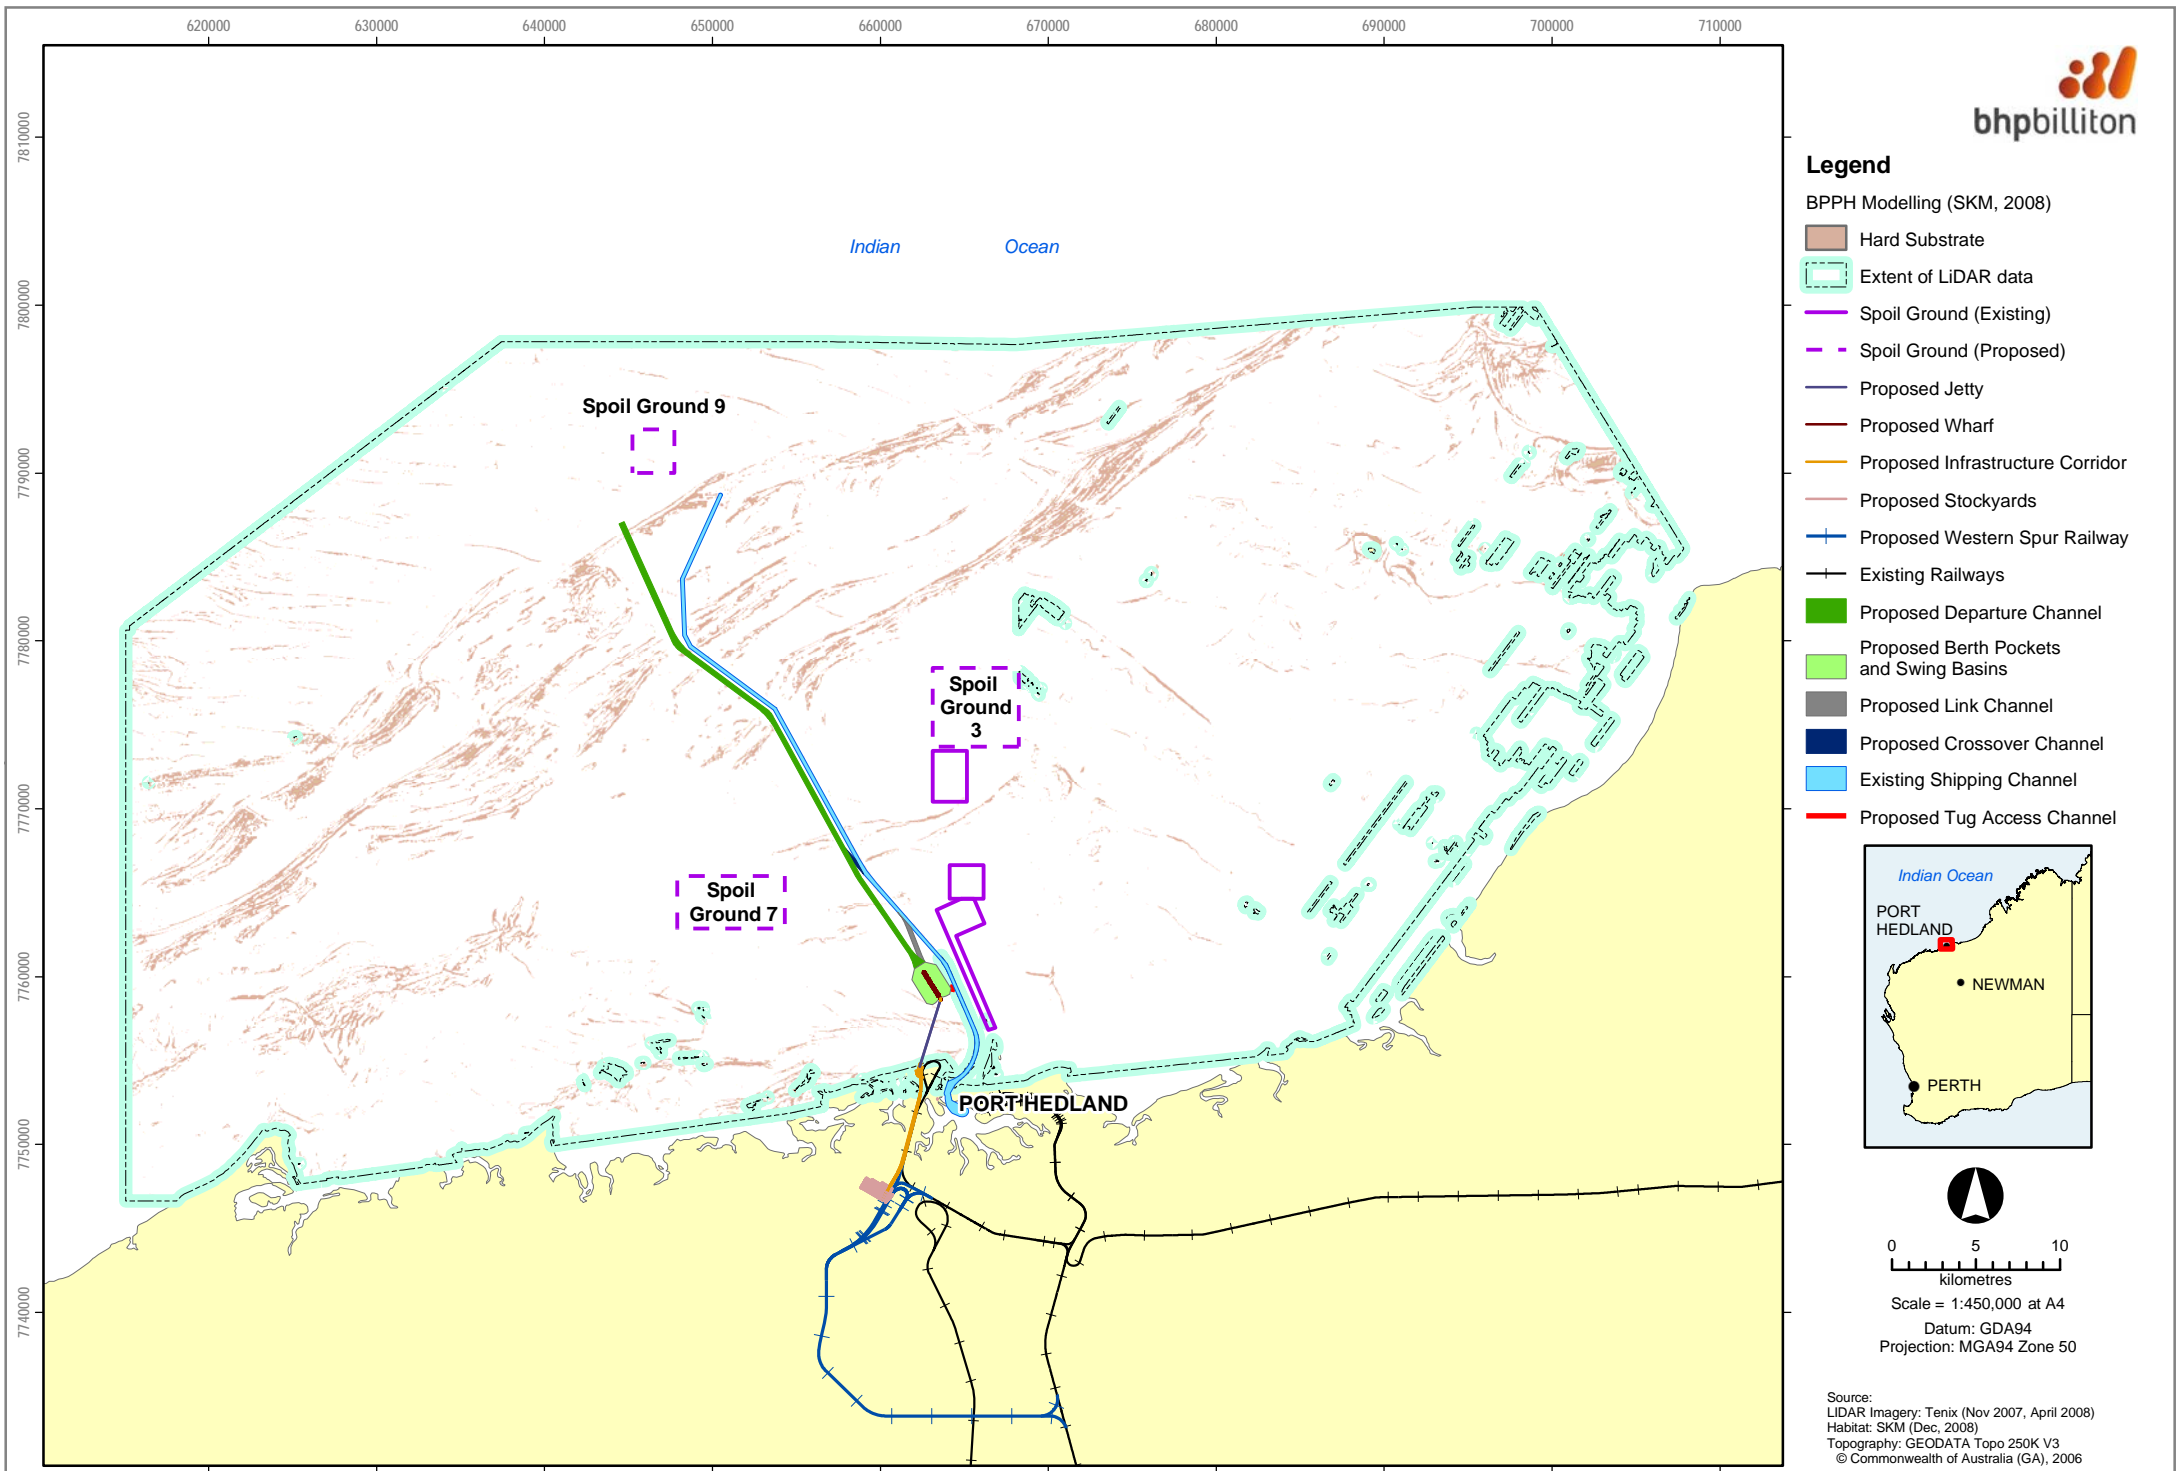 620000 630000 640000 650000 660000 670000 680000 690000 700000 710000
7810000
7800000
7790000
7780000
7770000
7760000
7750000
7740000
Indian Ocean
Spoil Ground 9
Spoil
Ground
3
Spoil
Ground 7
PORT HEDLAND
bhpbilliton
Legend
BPPH Modelling (SKM, 2008)
Hard Substrate
Extent of LiDAR data
Spoil Ground (Existing)
Spoil Ground (Proposed)
Proposed Jetty
Proposed Wharf
Proposed Infrastructure Corridor
Proposed Stockyards
Proposed Western Spur Railway
Existing Railways
Proposed Departure Channel
Proposed Berth Pockets
and Swing Basins
Proposed Link Channel
Proposed Crossover Channel
Existing Shipping Channel
Proposed Tug Access Channel
Indian Ocean
PORT
HEDLAND
NEWMAN
PERTH
0 5 10
kilometres
Scale = 1:450,000 at A4
Datum: GDA94
Projection: MGA94 Zone 50
Source:
LIDAR Imagery: Tenix (Nov 2007, April 2008)
Habitat: SKM (Dec, 2008)
Topography: GEODATA Topo 250K V3
© Commonwealth of Australia (GA), 2006